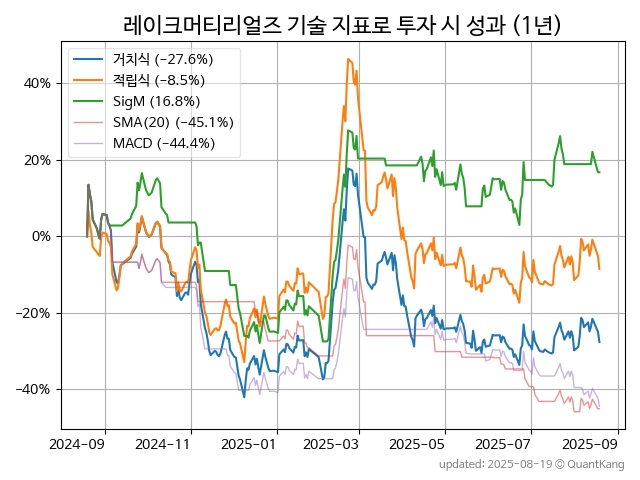 레이크머티리얼즈 기술 지표로 투자 시 성과 (1년)
거치식 (−27.6%)
적립식 (−8.5%)
SigM (16.8%)
SMA(20) (−45.1%)
MACD (−44.4%)
40%
20%
0%
−20%
−40%
2024-09 2024-11 2025-01 2025-03 2025-05 2025-07 2025-09
updated: 2025-08-19 ⓒ QuantKang